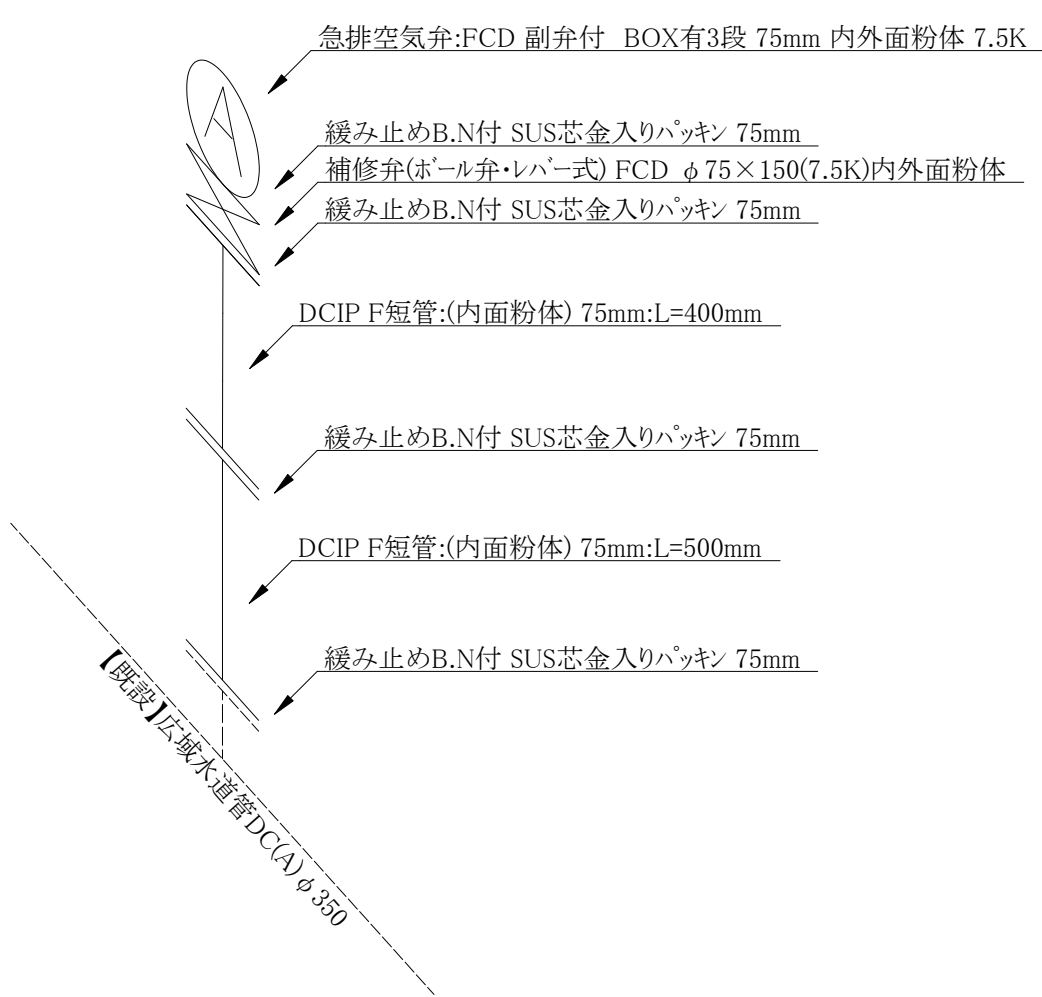 急排空気弁:FCD 副弁付 BOX有3段 75mm 内外面粉体 7.5K
A
緩み止めB.N付 SUS芯金入りﾊﾟｯｷﾝ 75mm
補修弁(ﾎﾞｰﾙ弁・ﾚﾊﾞｰ式) FCD φ75×150(7.5K)内外面粉体
緩み止めB.N付 SUS芯金入りﾊﾟｯｷﾝ 75mm
DCIP F短管:(内面粉体) 75mm:L=400mm
緩み止めB.N付 SUS芯金入りﾊﾟｯｷﾝ 75mm
DCIP F短管:(内面粉体) 75mm:L=500mm
緩み止めB.N付 SUS芯金入りﾊﾟｯｷﾝ 75mm
【既設】広域水道管DC(A)φ350